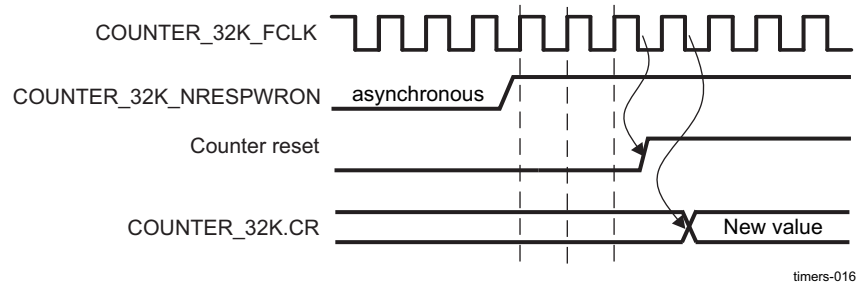 COUNTER_32K_FCLK
COUNTER_32K_NRESPWRON
asynchronous
Counter reset
COUNTER_32K.CR
New value
timers-016